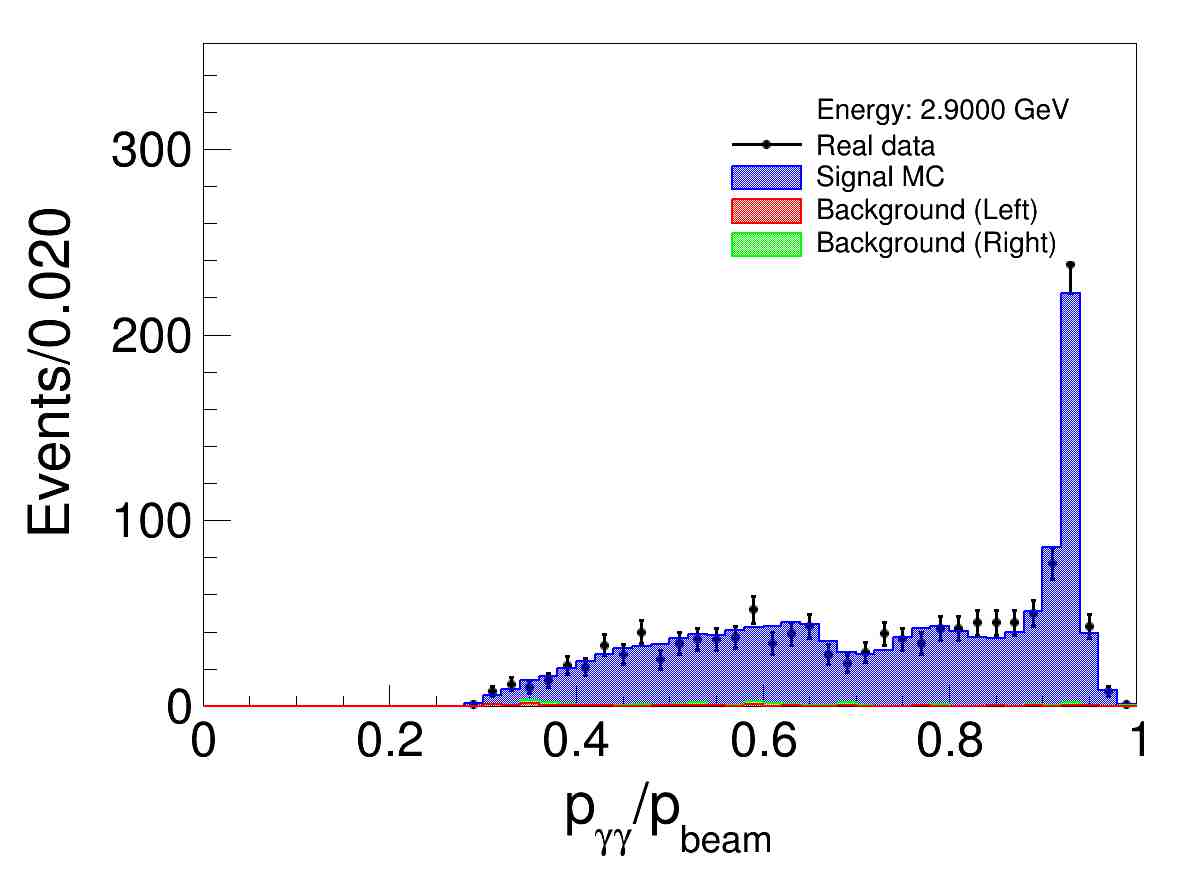 Energy: 2.9000 GeV
Real data
Signal MC
Background (Left)
Background (Right)
Events/0.020
300
200
100
0
0 0.2 0.4 0.6 0.8 1
pγγ/pbeam